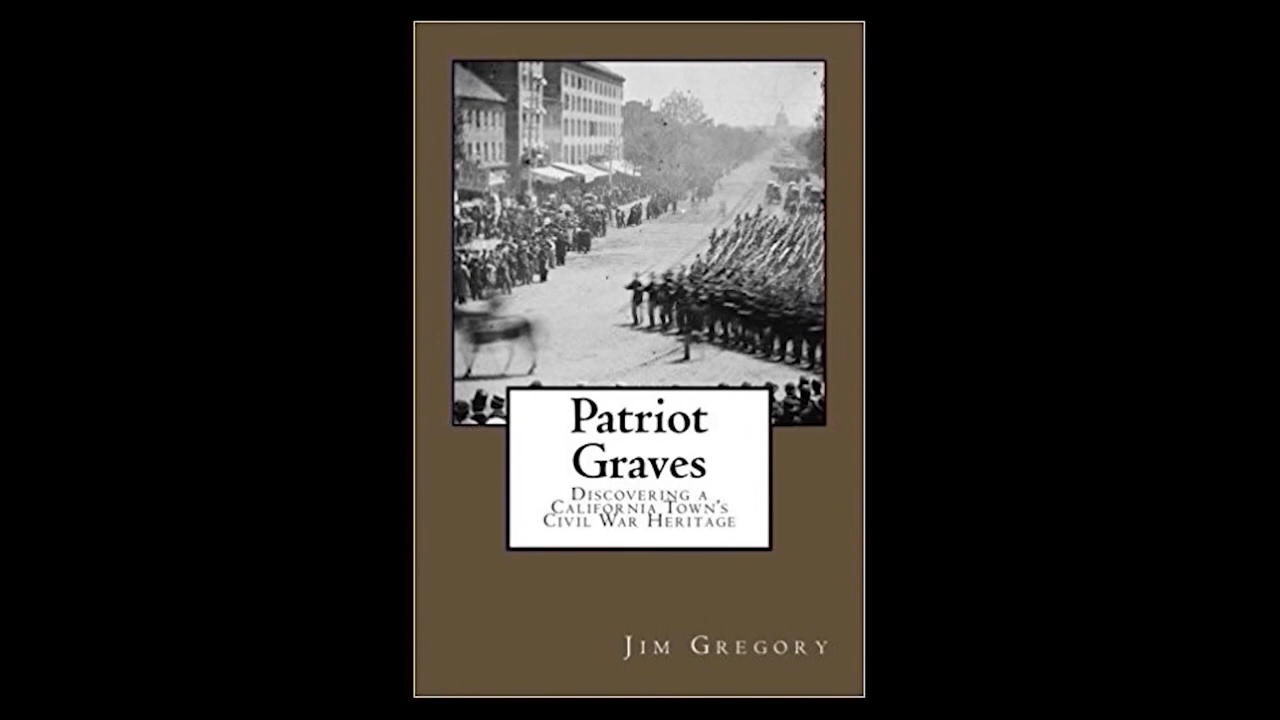 Patriot
Graves
Discovering a
California Town's
Civil War Heritage
Jim Gregory